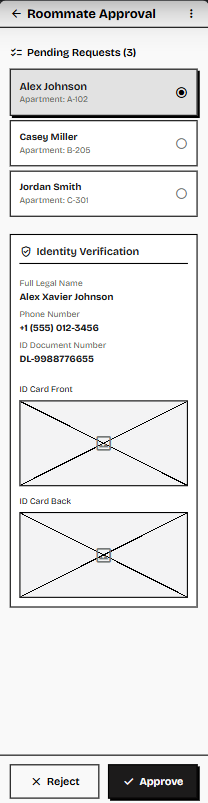 Roommate Approval
Pending Requests (3)
Alex Johnson
Apartment: A-102
Casey Miller
Apartment: B-205
Jordan Smith
Apartment: C-301
Identity Verification
Full Legal Name
Alex Xavier Johnson
Phone Number
+1 (555) 012-3456
ID Document Number
DL-9988776655
ID Card Front
ID Card Back
Reject
Approve